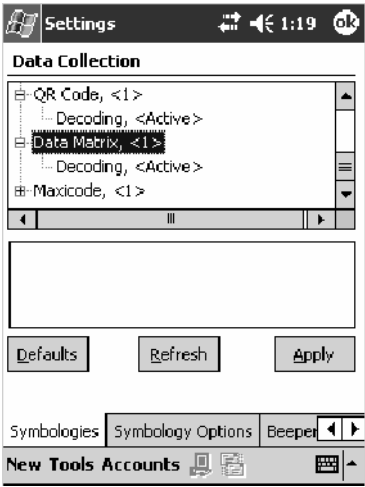 Settings 1:19 ok
Data Collection
QR Code, <1>
Decoding, <Active>
Data Matrix, <1>
Decoding, <Active>
Maxicode, <1>
Defaults Refresh Apply
Symbologies Symbology Options Beeper
New Tools Accounts